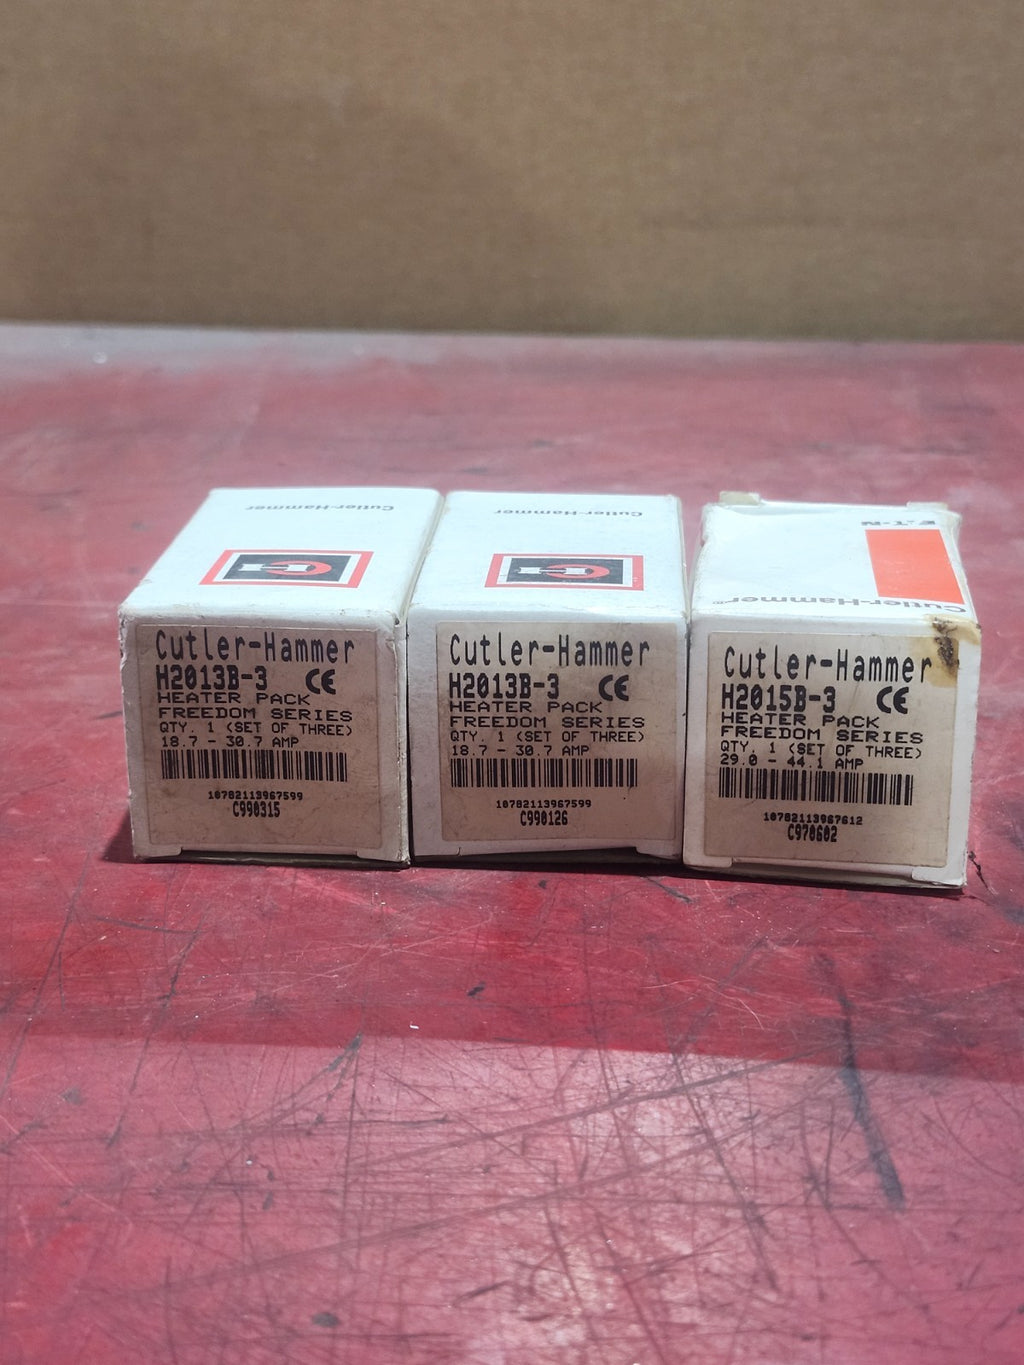 Cutler-Hammer
Cutler-Hammer
E.T.N
Cutler-Hammer
Cutler-Hammer
H2013B-3 CE
HEATER PACK
FREEDOM SERIES
QTY. 1 (SET OF THREE)
18.7 - 30.7 AMP
10782113967599
C990315
Cutler-Hammer
H2013B-3 CE
HEATER PACK
FREEDOM SERIES
QTY. 1 (SET OF THREE)
18.7 - 30.7 AMP
10782113967599
C990126
Cutler-Hammer
H2015B-3 CE
HEATER PACK
FREEDOM SERIES
QTY. 1 (SET OF THREE)
29.0 - 44.1 AMP
10782113967612
C970602